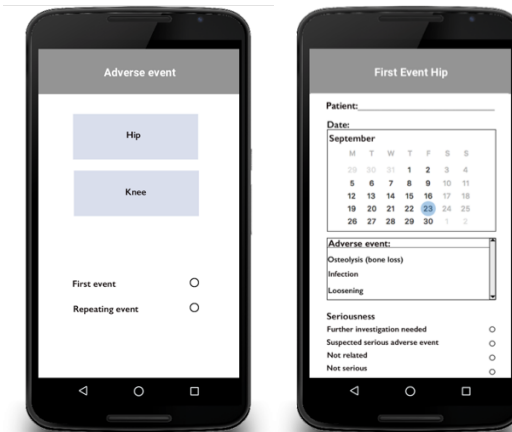 Adverse event
Hip
Knee
First event
Repeating event
First Event Hip
Patient:
Date:
September
M T W T F S S
29 30 31 1 2 3 4
5 6 7 8 9 10 11
12 13 14 15 16 17 18
19 20 21 22 23 24 25
26 27 28 29 30 1 2
Adverse event:
Osteolysis (bone loss)
Infection
Loosening
Seriousness
Further investigation needed
Suspected serious adverse event
Not related
Not serious